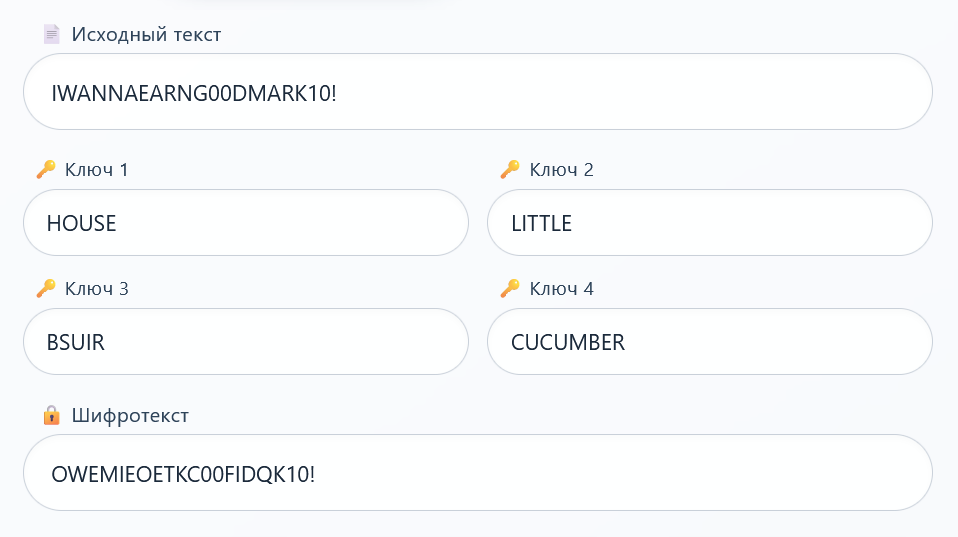 Исходный текст
IWANNAEARNG00DMARK10!
Ключ 1
Ключ 2
HOUSE
LITTLE
Ключ 3
Ключ 4
BSUIR
CUCUMBER
Шифротекст
OWEMIEOETKC00FIDQK10!